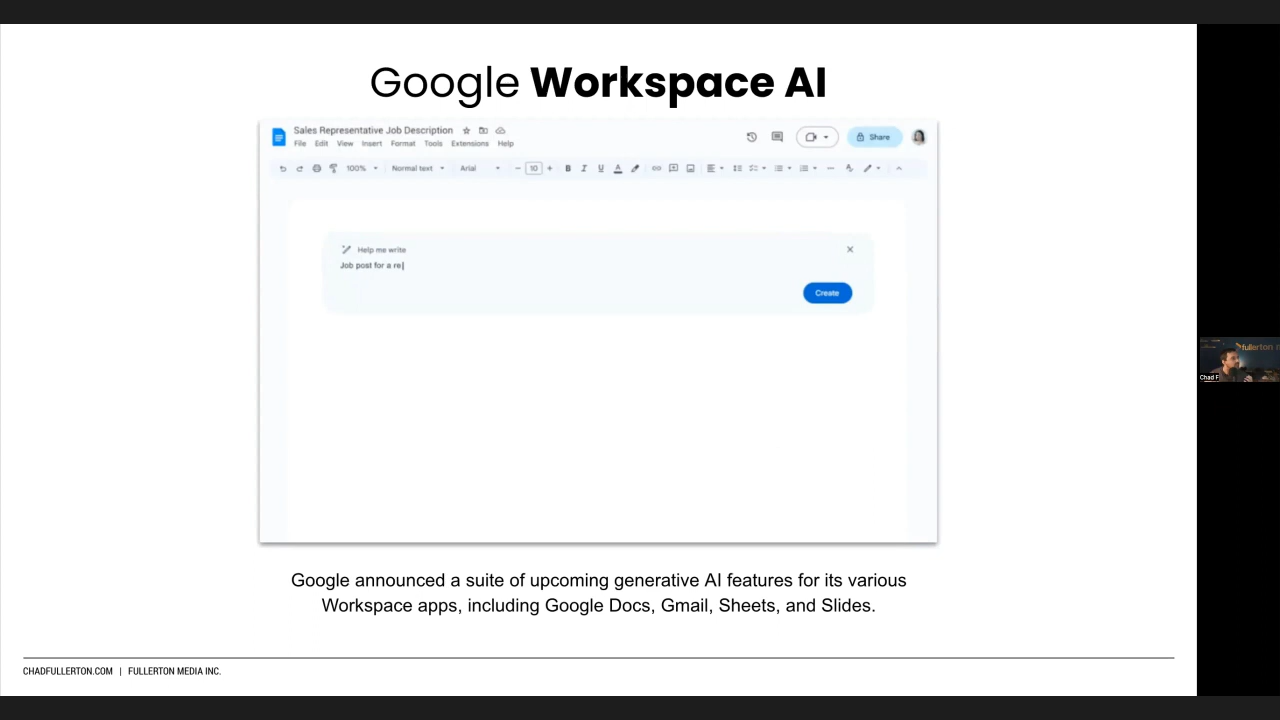 Google Workspace AI
Sales Representative Job Description
Share
File Edit View Insert Format Tools Extensions Help
100% Normal text Arial − 10 + B I U A
Help me write
Job post for a re
Create
Google announced a suite of upcoming generative AI features for its various
Workspace apps, including Google Docs, Gmail, Sheets, and Slides.
CHADFULLERTON.COM | FULLERTON MEDIA INC.
fullerton
Chad F